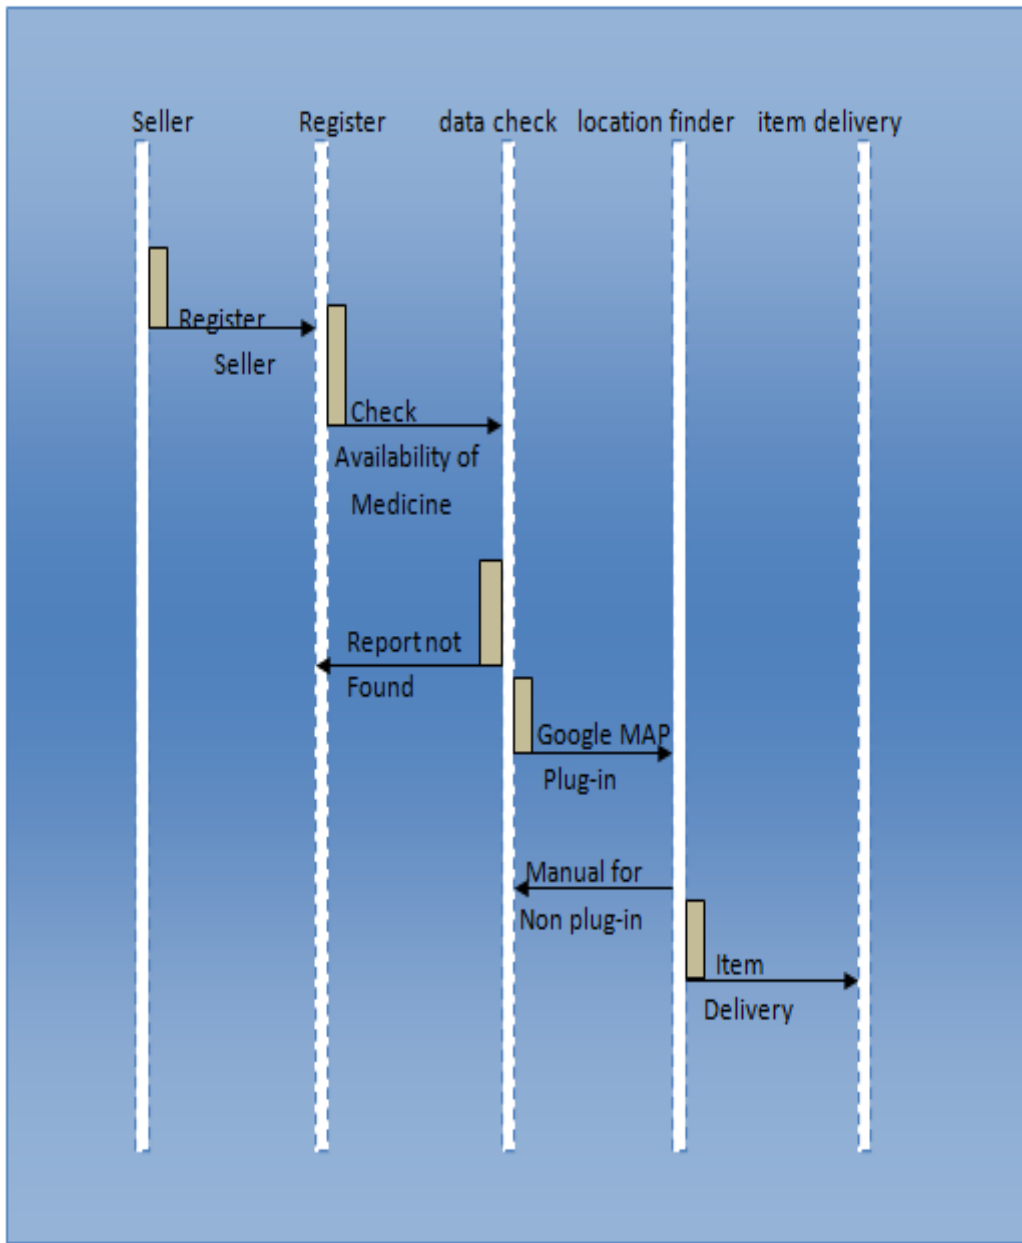 Seller Register data check location finder item delivery
Register
Seller
Check
Availability of
Medicine
Report not
Found
Google MAP
Plug-in
Manual for
Non plug-in
Item
Delivery